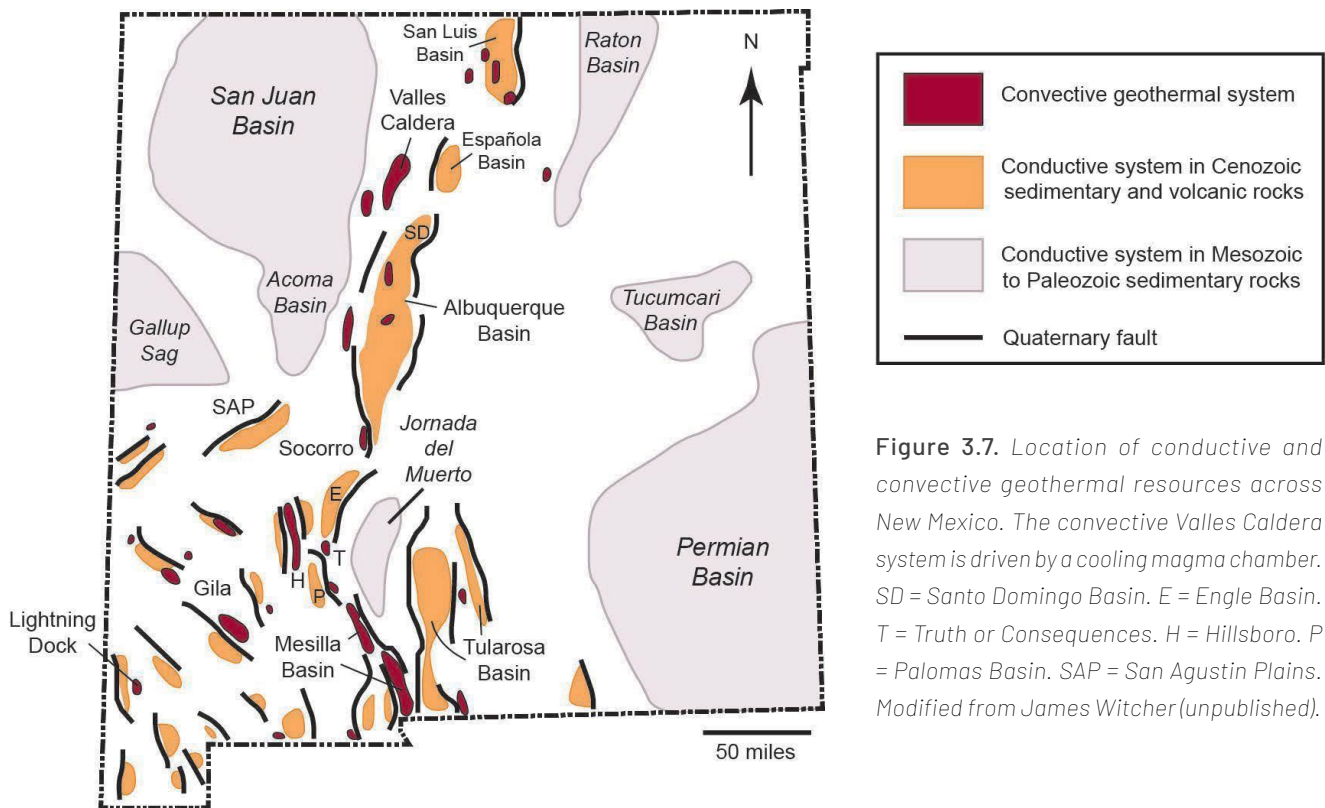 San Luis
Basin
Raton
Basin
N
San Juan
Basin
Valles
Caldera
Española
Basin
SD
Acoma
Basin
Albuquerque
Basin
Tucumcari
Basin
Gallup
Sag
SAP
Socorro
Jornada
del
Muerto
E
T
H
P
Permian
Basin
Gila
Lightning
Dock
Mesilla
Basin
Tularosa
Basin
50 miles
Convective geothermal system
Conductive system in Cenozoic
sedimentary and volcanic rocks
Conductive system in Mesozoic
to Paleozoic sedimentary rocks
Quaternary fault
Figure 3.7. Location of conductive and
convective geothermal resources across
New Mexico. The convective Valles Caldera
system is driven by a cooling magma chamber.
SD = Santo Domingo Basin. E = Engle Basin.
T = Truth or Consequences. H = Hillsboro. P
= Palomas Basin. SAP = San Agustin Plains.
Modified from James Witcher (unpublished).